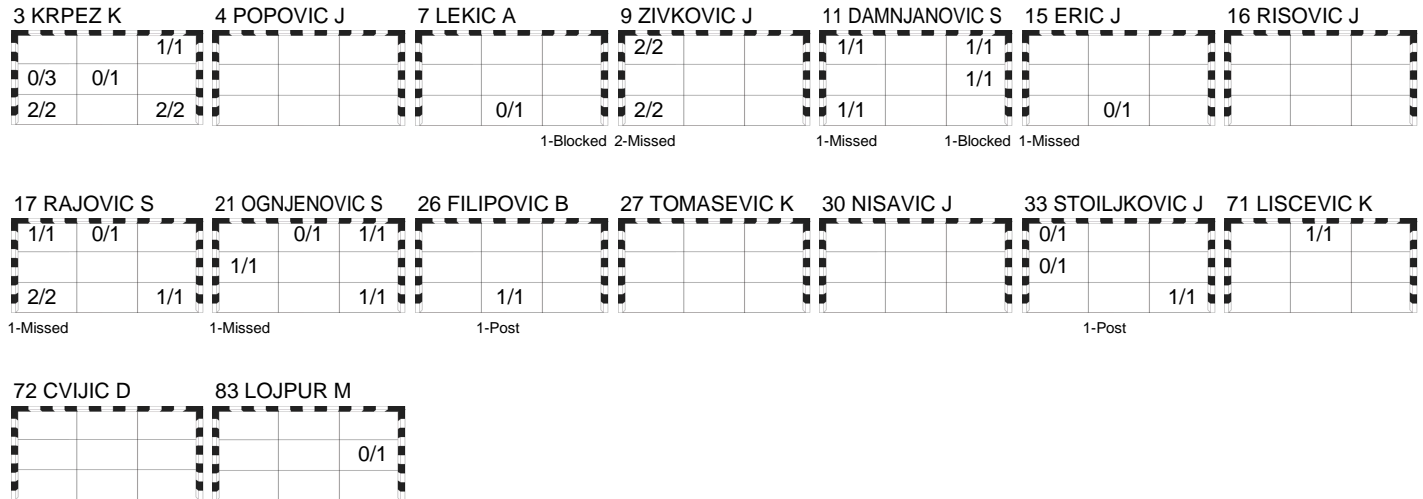 3 KRPEZ K 4 POPOVIC J 7 LEKIC A 9 ZIVKOVIC J 11 DAMNJANOVIC S 15 ERIC J 16 RISOVIC J
1/1 2/2 1/1 1/1
0/3 0/1 1/1
2/2 2/2 0/1 2/2 1/1 0/1
1-Blocked 2-Missed 1-Missed 1-Blocked 1-Missed
17 RAJOVIC S 21 OGNJENOVIC S 26 FILIPOVIC B 27 TOMASEVIC K 30 NISAVIC J 33 STOILJKOVIC J 71 LISCEVIC K
1/1 0/1 0/1 1/1 0/1 1/1
1/1 0/1
2/2 1/1 1/1 1/1 1/1
1-Missed 1-Missed 1-Post 1-Post
72 CVIJIC D 83 LOJPUR M
0/1